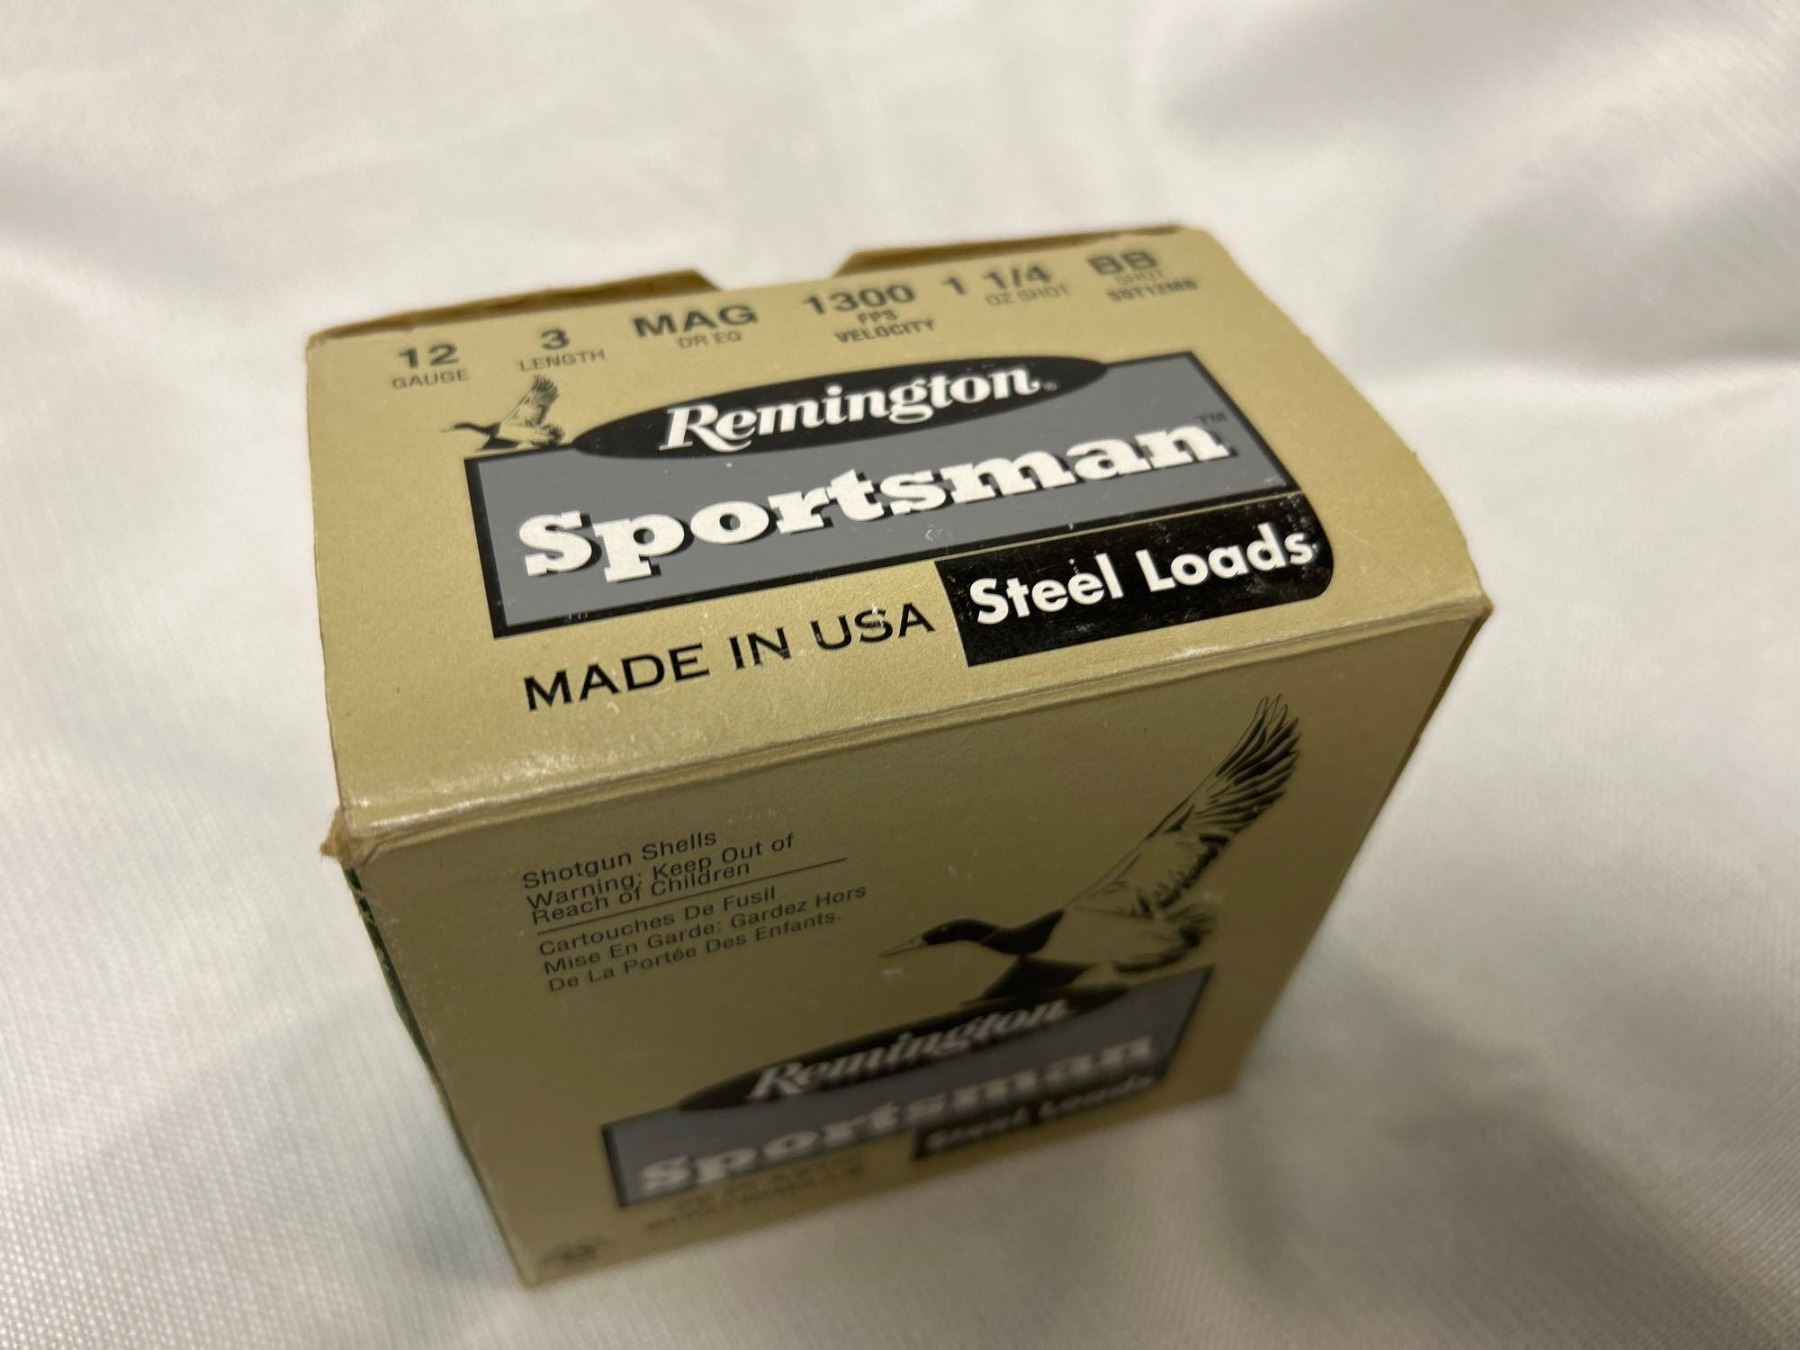 12 3 MAG 1300 1 1/4 BB
GAUGE LENGTH DR EQ FPS OZ SHOT SHOT
VELOCITY SST12MB
Remington®
Sportsman™
Steel Loads
MADE IN USA
Shotgun Shells
Warning: Keep Out of
Reach of Children
Cartouches De Fusil
Mise En Garde: Gardez Hors
De La Portée Des Enfants.
Remington
Sportsman
Steel Loads